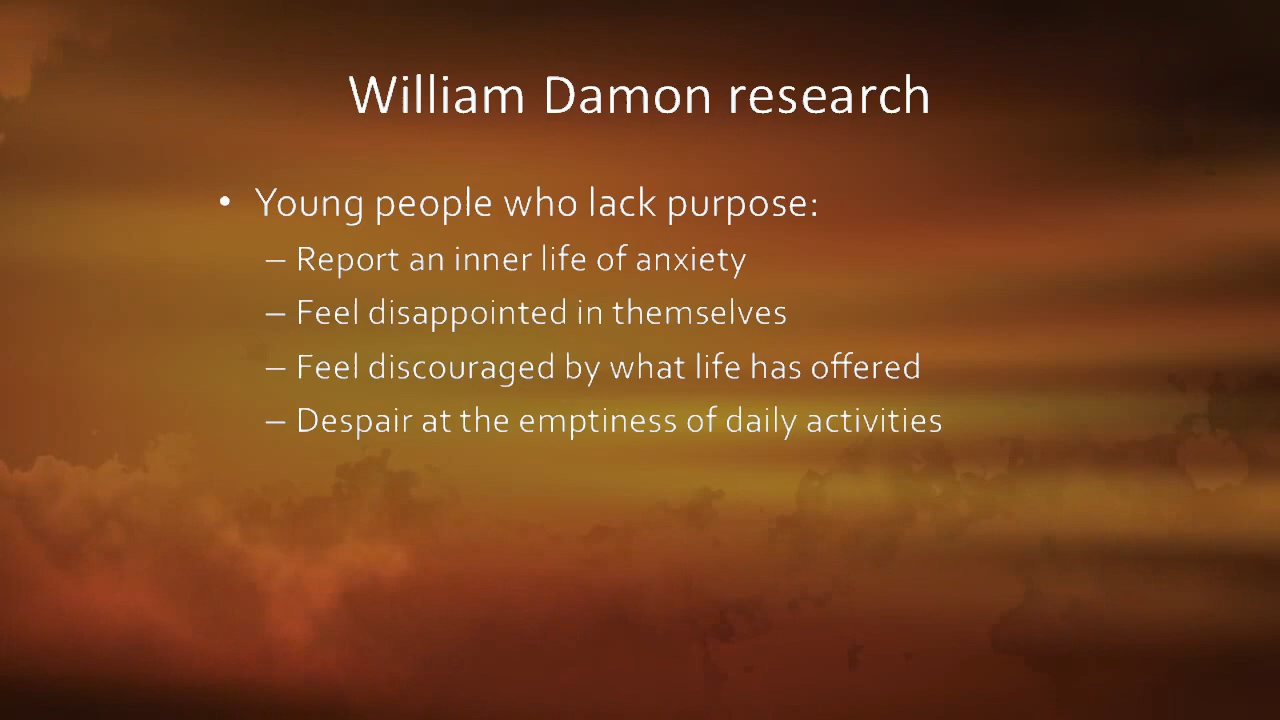 William Damon research
• Young people who lack purpose:
– Report an inner life of anxiety
– Feel disappointed in themselves
– Feel discouraged by what life has offered
– Despair at the emptiness of daily activities